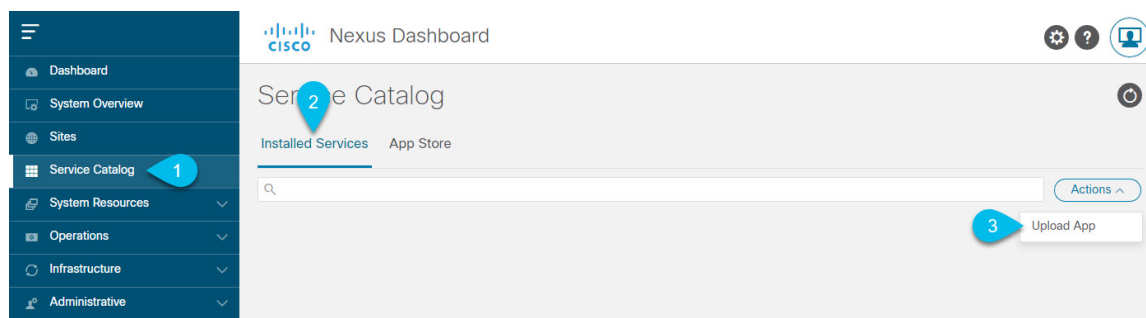 Dashboard
System Overview
Sites
Service Catalog
1
System Resources
Operations
Infrastructure
Administrative
CISCO
Nexus Dashboard
?
Catalog
2
Installed Services
App Store
Actions
3
Upload App